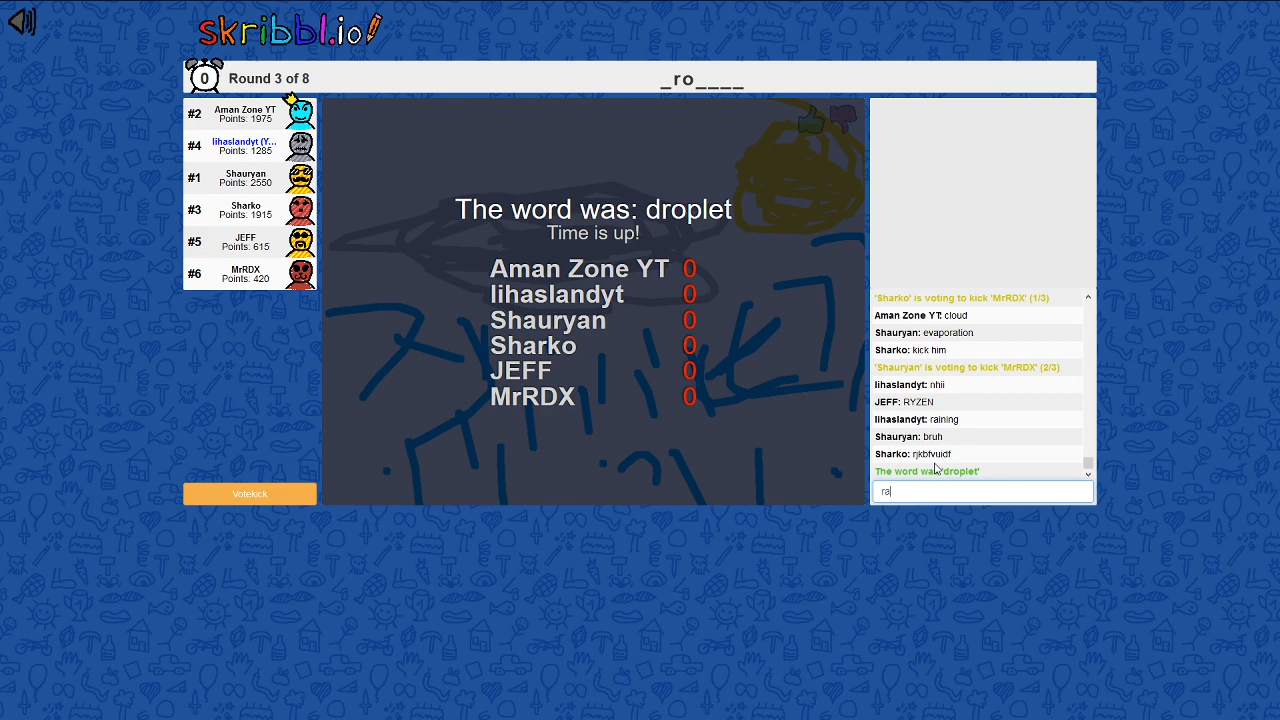 skribbl.io
0
Round 3 of 8
_ro____
#2
Aman Zone YT
Points: 1975
#4
lihaslandyt (Y...
Points: 1285
#1
Shauryan
Points: 2550
#3
Sharko
Points: 1915
#5
JEFF
Points: 615
#6
MrRDX
Points: 420
Votekick
The word was: droplet
Time is up!
Aman Zone YT 0
lihaslandyt 0
Shauryan 0
Sharko 0
JEFF 0
MrRDX 0
'Sharko' is voting to kick 'MrRDX' (1/3)
Aman Zone YT: cloud
Shauryan: evaporation
Sharko: kick him
'Shauryan' is voting to kick 'MrRDX' (2/3)
lihaslandyt: nhii
JEFF: RYZEN
lihaslandyt: raining
Shauryan: bruh
Sharko: rjkbfvuidf
The word was 'droplet'
ra